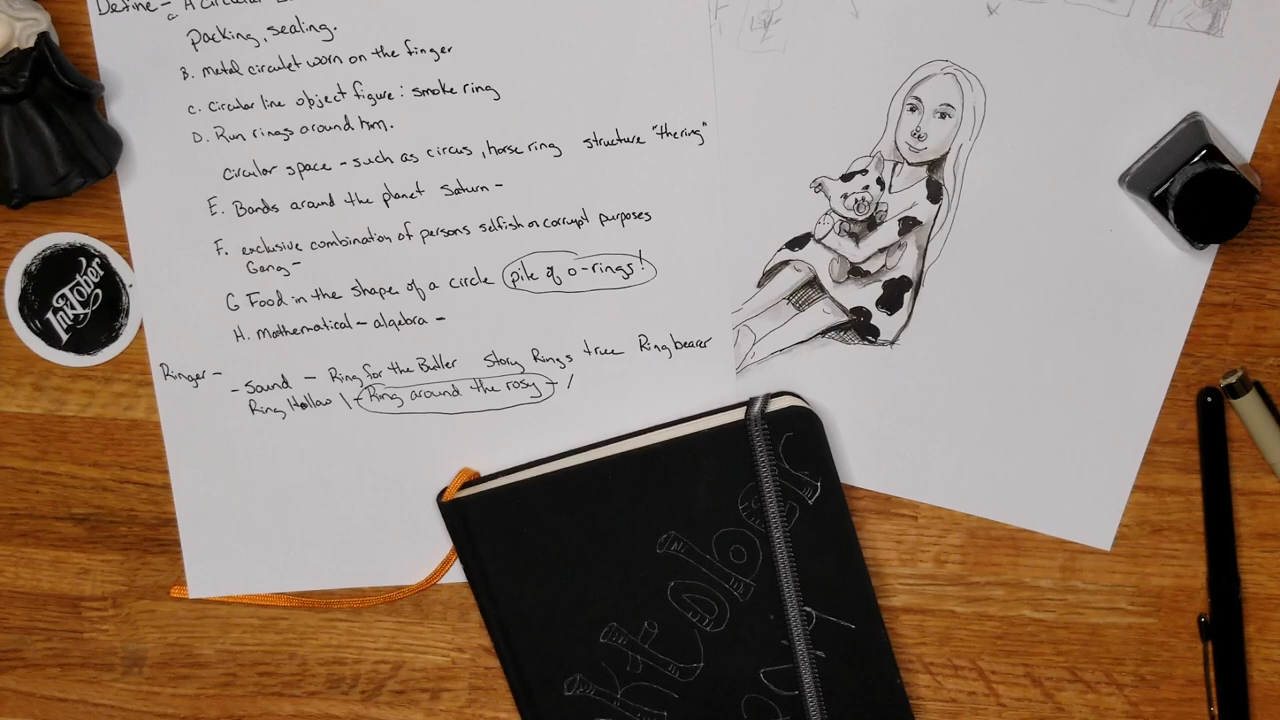 Define - A circular
packing, sealing.
B. metal circulet worn on the finger
C. circular line object figure: smoke ring
D. Run rings around him.
circular space - such as circus, horse ring structure "the ring"
E. Bands around the planet Saturn -
F. exclusive combination of persons selfish or corrupt purposes
Gang -
G Food in the shape of a circle pile of o-rings!
H. Mathematical - algebra -
Ringer -
- Sound - Ring for the Butler Story Rings true Ring bearer
Ring Hollow | - Ring around the rosy - /
InkTober
Inktober